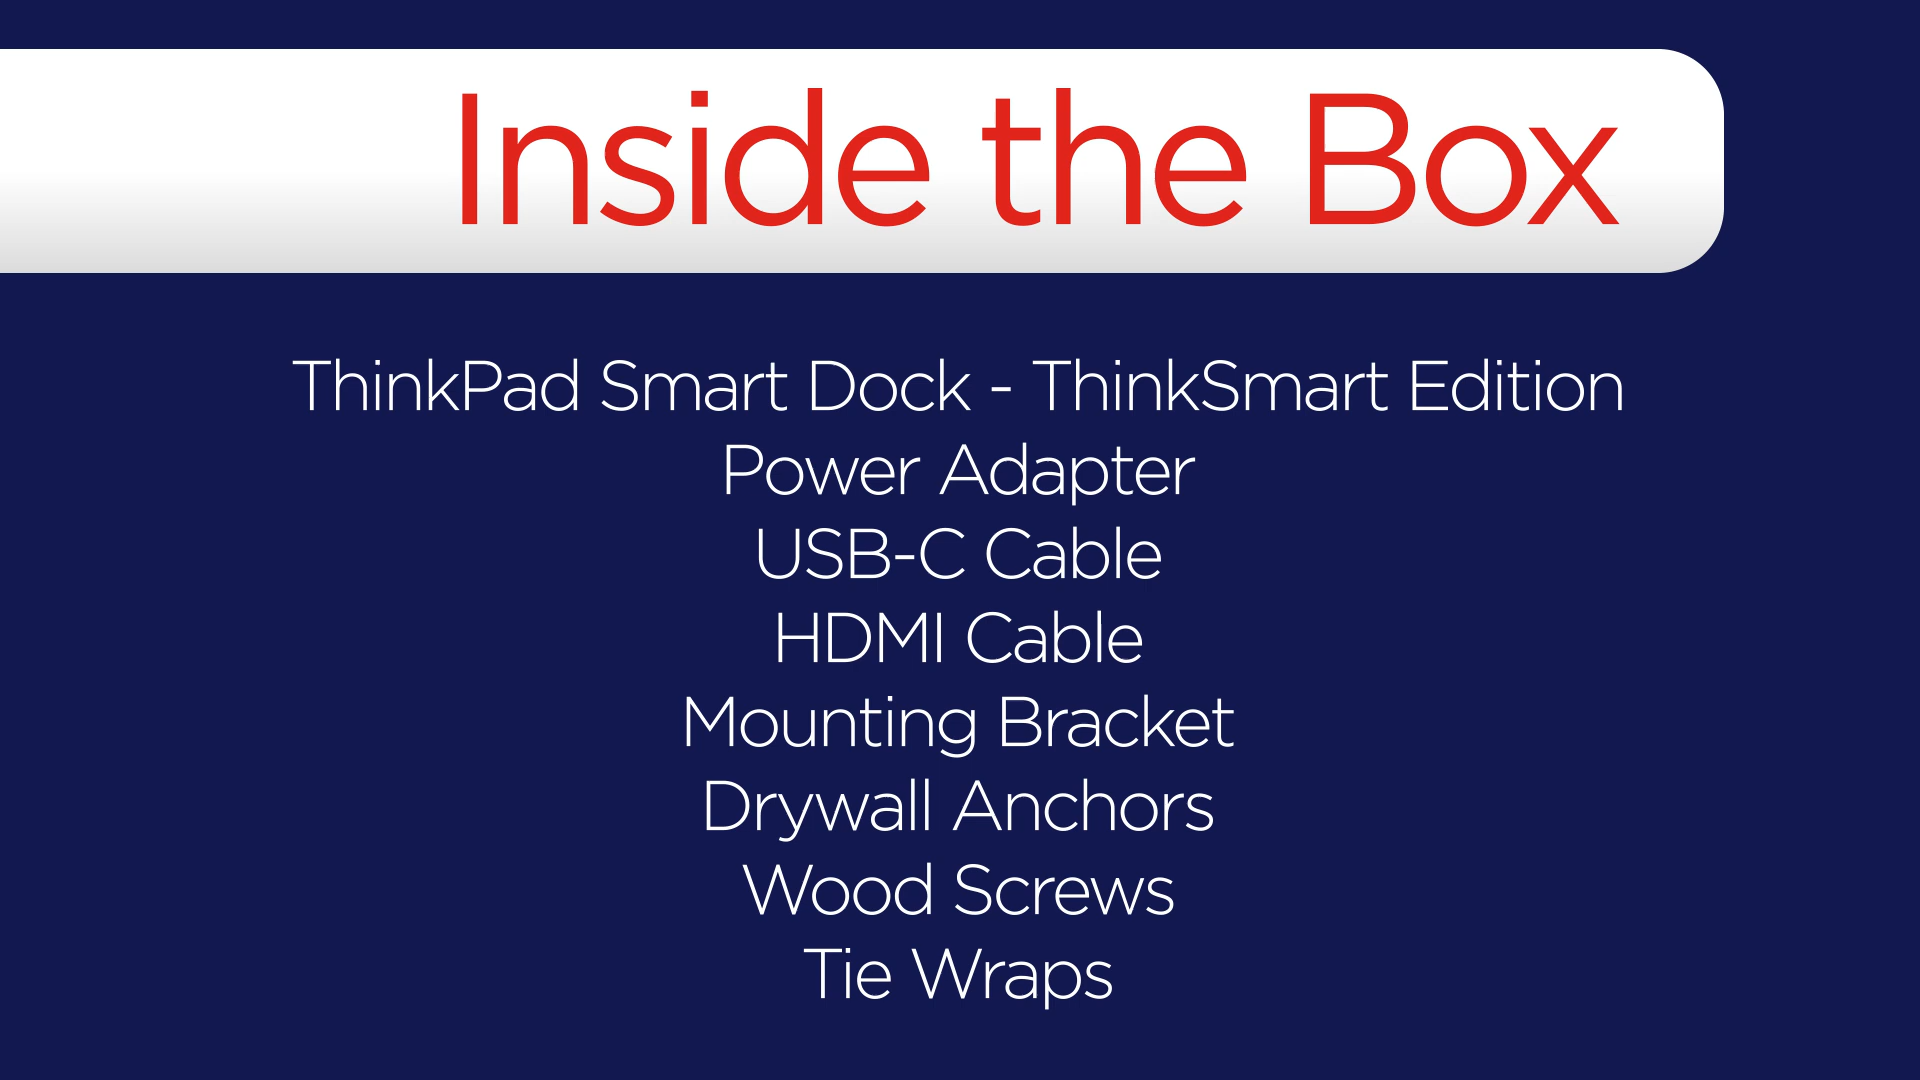 Inside the Box
ThinkPad Smart Dock - ThinkSmart Edition
Power Adapter
USB-C Cable
HDMI Cable
Mounting Bracket
Drywall Anchors
Wood Screws
Tie Wraps